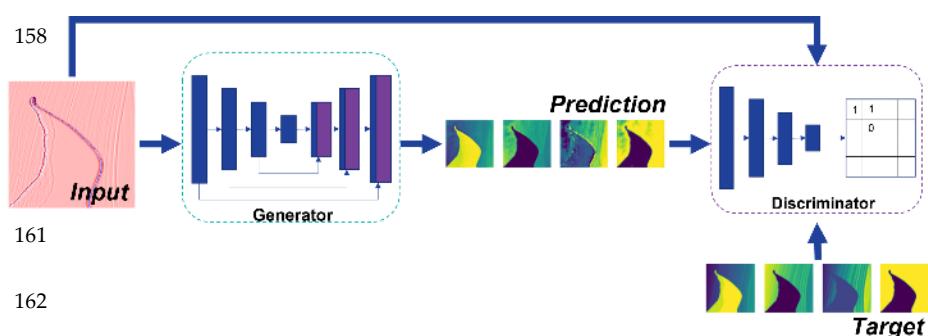 158
Prediction
1 1
0
Input
Generator
Discriminator
161
162
Target